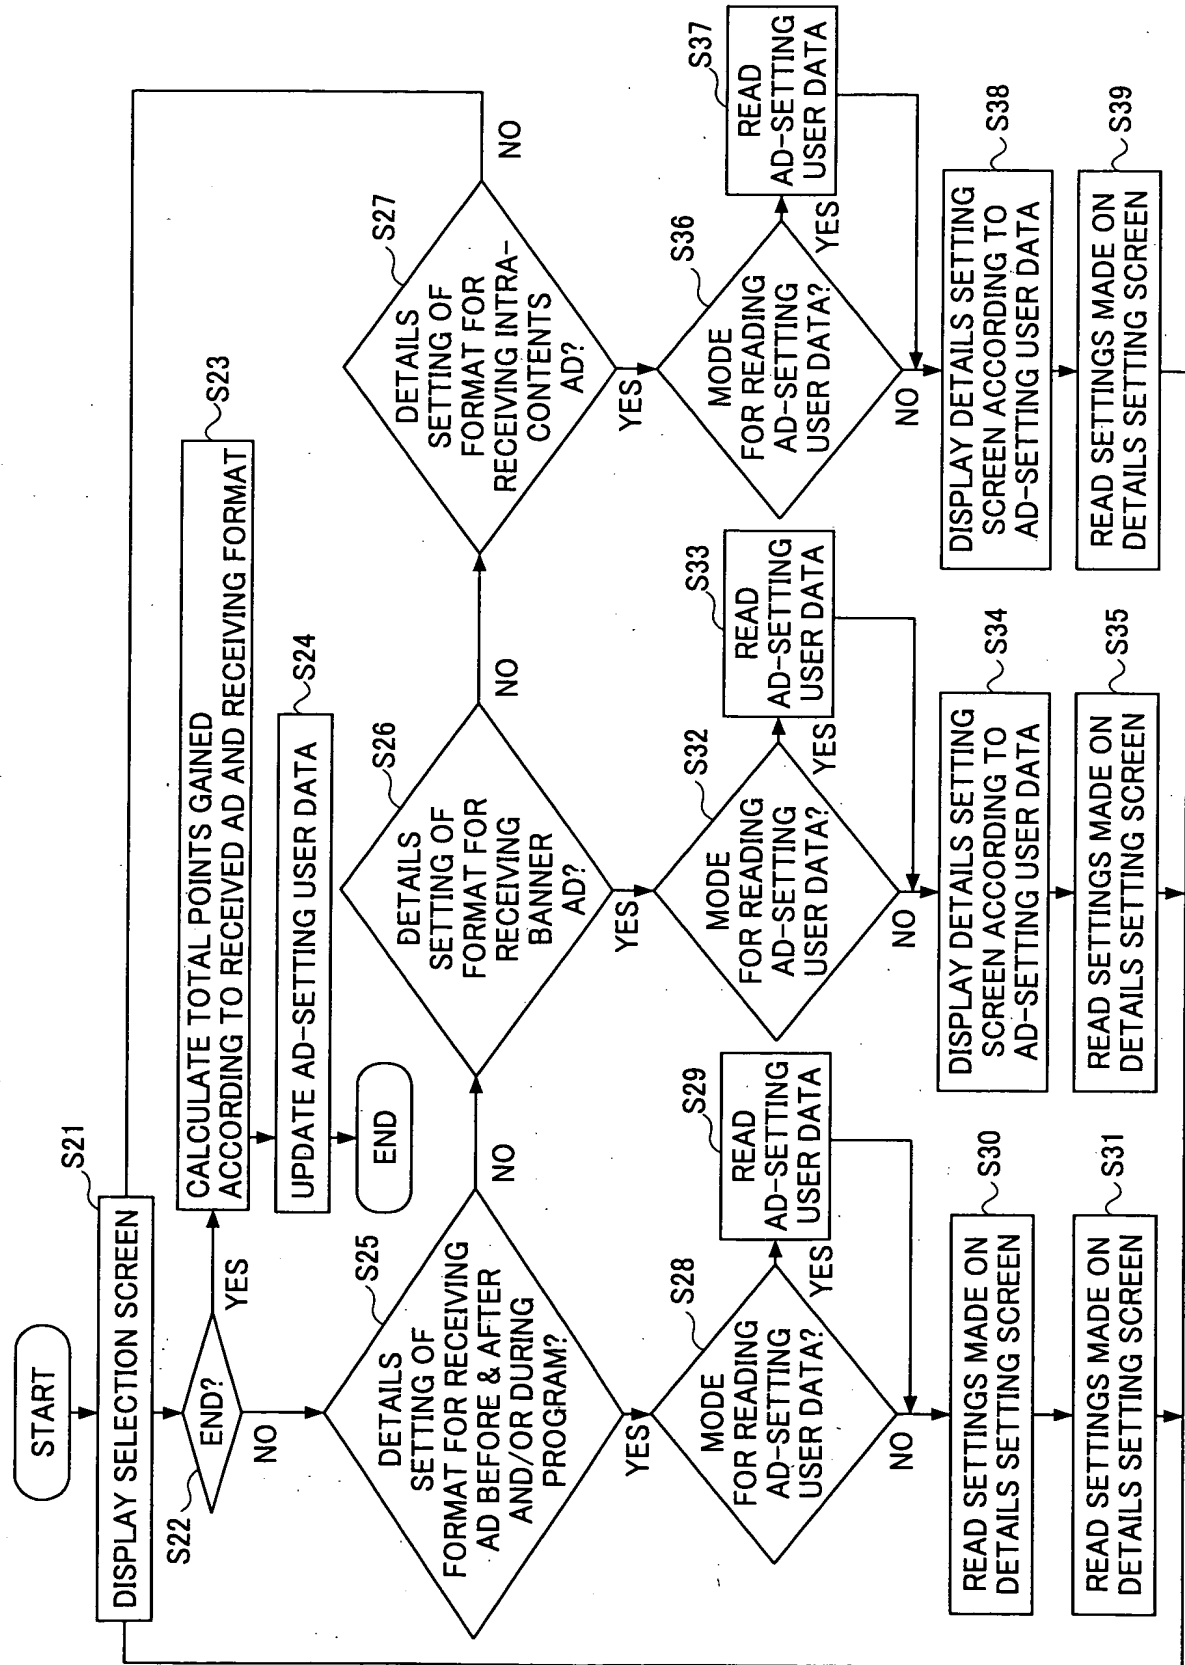 START
DISPLAY SELECTION SCREEN
S21
END?
S22
YES
NO
CALCULATE TOTAL POINTS GAINED
ACCORDING TO RECEIVED AD AND RECEIVING FORMAT
S23
UPDATE AD-SETTING USER DATA
S24
END
DETAILS
SETTING OF
FORMAT FOR RECEIVING
AD BEFORE & AFTER
AND/OR DURING
PROGRAM?
S25
NO
YES
DETAILS
SETTING OF
FORMAT FOR
RECEIVING
BANNER
AD?
S26
NO
YES
DETAILS
SETTING OF
FORMAT FOR
RECEIVING INTRA-
CONTENTS
AD?
S27
NO
YES
MODE
FOR READING
AD-SETTING
USER DATA?
S28
YES
NO
READ
AD-SETTING
USER DATA
S29
READ SETTINGS MADE ON
DETAILS SETTING SCREEN
S30
READ SETTINGS MADE ON
DETAILS SETTING SCREEN
S31
MODE
FOR READING
AD-SETTING
USER DATA?
S32
YES
NO
READ
AD-SETTING
USER DATA
S33
DISPLAY DETAILS SETTING
SCREEN ACCORDING TO
AD-SETTING USER DATA
S34
READ SETTINGS MADE ON
DETAILS SETTING SCREEN
S35
MODE
FOR READING
AD-SETTING
USER DATA?
S36
YES
NO
READ
AD-SETTING
USER DATA
S37
DISPLAY DETAILS SETTING
SCREEN ACCORDING TO
AD-SETTING USER DATA
S38
READ SETTINGS MADE ON
DETAILS SETTING SCREEN
S39